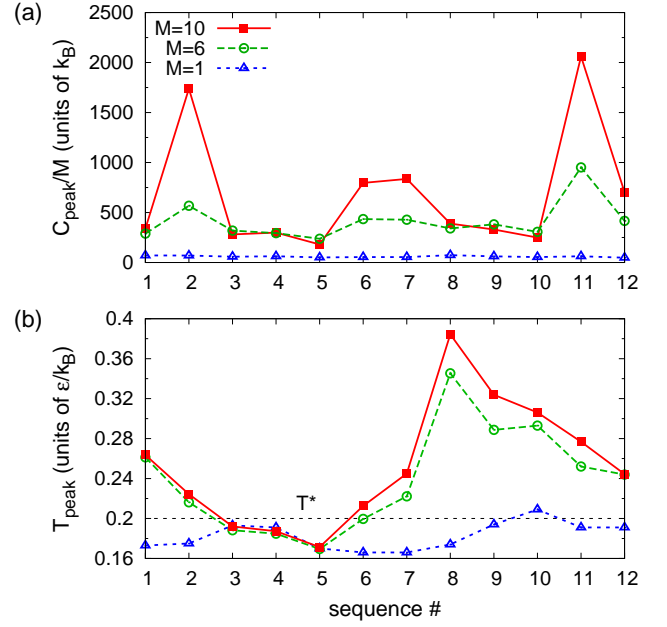 (a)
M=10
M=6
M=1
C_peak/M (units of k_B)
2500
2000
1500
1000
500
0
1 2 3 4 5 6 7 8 9 10 11 12
(b)
T_peak (units of ε/k_B)
0.4
0.36
0.32
0.28
0.24
0.2
0.16
T*
1 2 3 4 5 6 7 8 9 10 11 12
sequence #